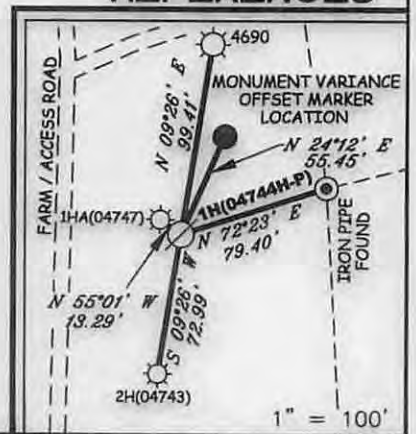 REFERENCES
4690
FARM / ACCESS ROAD
N 09°26' E
99.41'
MONUMENT VARIANCE
OFFSET MARKER
LOCATION
N 24°12' E
55.45'
1HA(04747)
1H(04744H-P)
N 72°23' E
79.40'
IRON PIPE
FOUND
N 55°01' W
13.29'
S 09°26' W
72.99'
2H(04743)
1" = 100'